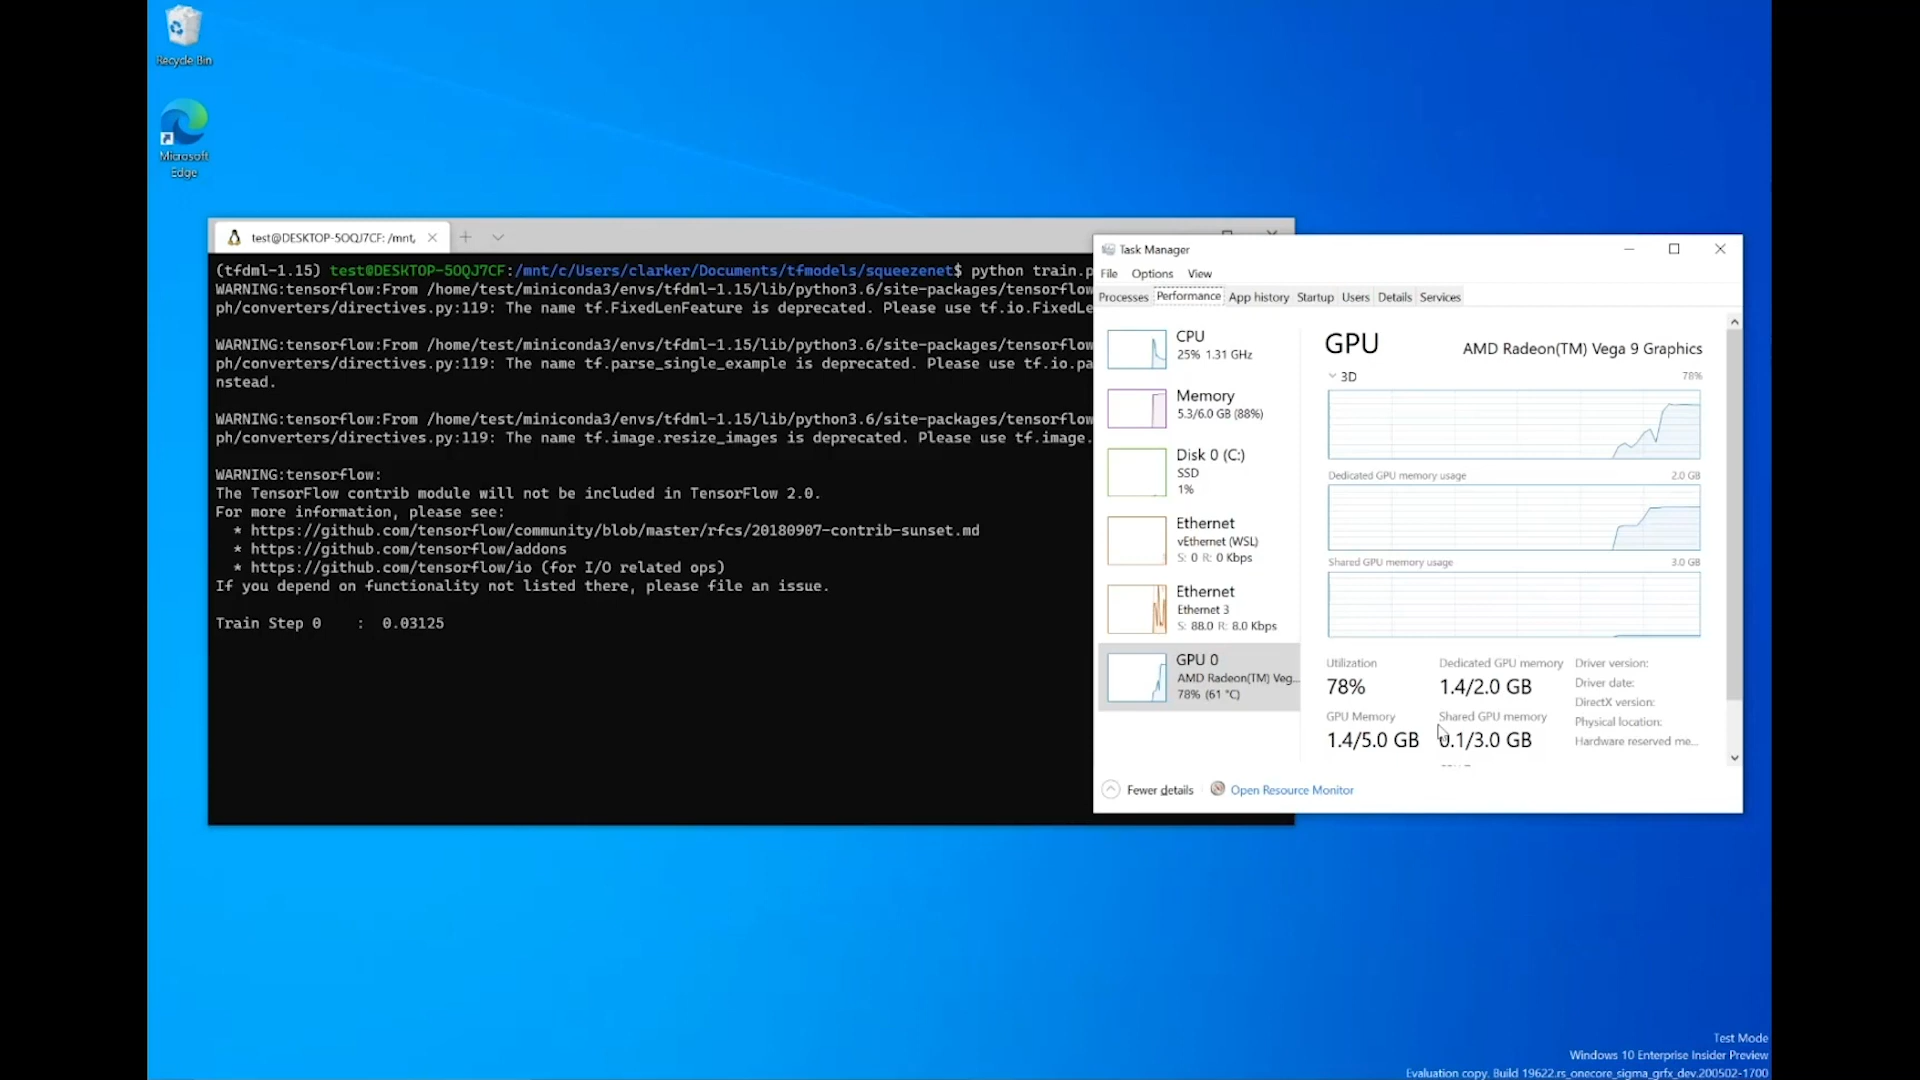 Recycle Bin
Microsoft
Edge
test@DESKTOP-5OQJ7CF: /mnt,
(tfdml-1.15) test@DESKTOP-5OQJ7CF:/mnt/c/Users/clarker/Documents/tfmodels/squeezenet$ python train.p
WARNING:tensorflow:From /home/test/miniconda3/envs/tfdml-1.15/lib/python3.6/site-packages/tensorflow
ph/converters/directives.py:119: The name tf.FixedLenFeature is deprecated. Please use tf.io.FixedLe
WARNING:tensorflow:From /home/test/miniconda3/envs/tfdml-1.15/lib/python3.6/site-packages/tensorflow
ph/converters/directives.py:119: The name tf.parse_single_example is deprecated. Please use tf.io.pa
nstead.
WARNING:tensorflow:From /home/test/miniconda3/envs/tfdml-1.15/lib/python3.6/site-packages/tensorflow
ph/converters/directives.py:119: The name tf.image.resize_images is deprecated. Please use tf.image.
WARNING:tensorflow:
The TensorFlow contrib module will not be included in TensorFlow 2.0.
For more information, please see:
* https://github.com/tensorflow/community/blob/master/rfcs/20180907-contrib-sunset.md
* https://github.com/tensorflow/addons
* https://github.com/tensorflow/io (for I/O related ops)
If you depend on functionality not listed there, please file an issue.
Train Step 0 : 0.03125
Task Manager
File Options View
Processes Performance App history Startup Users Details Services
CPU
25% 1.31 GHz
Memory
5.3/6.0 GB (88%)
Disk 0 (C:)
SSD
1%
Ethernet
vEthernet (WSL)
S: 0 R: 0 Kbps
Ethernet
Ethernet 3
S: 88.0 R: 8.0 Kbps
GPU 0
AMD Radeon(TM) Veg...
78% (61 °C)
GPU AMD Radeon(TM) Vega 9 Graphics
3D 78%
Dedicated GPU memory usage 2.0 GB
Shared GPU memory usage 3.0 GB
Utilization
78%
Dedicated GPU memory
1.4/2.0 GB
GPU Memory
1.4/5.0 GB
Shared GPU memory
0.1/3.0 GB
Driver version:
Driver date:
DirectX version:
Physical location:
Hardware reserved me...
Fewer details Open Resource Monitor
Test Mode
Windows 10 Enterprise Insider Preview
Evaluation copy. Build 19622.rs_onecore_sigma_grfx_dev.200502-1700